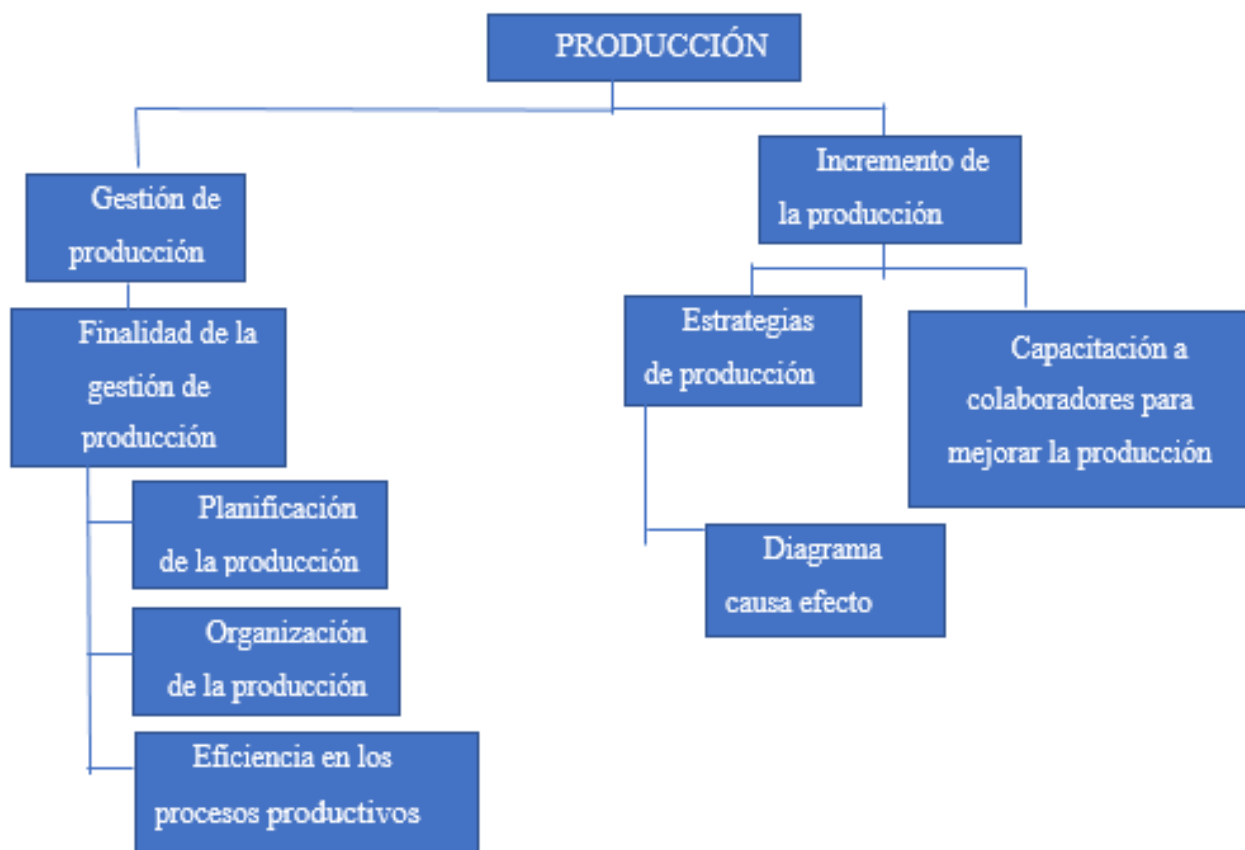 PRODUCCIÓN
Gestión de
producción
Finalidad de la
gestión de
producción
Planificación
de la producción
Organización
de la producción
Eficiencia en los
procesos productivos
Incremento de
la producción
Estrategias
de producción
Diagrama
causa efecto
Capacitación a
colaboradores para
mejorar la producción